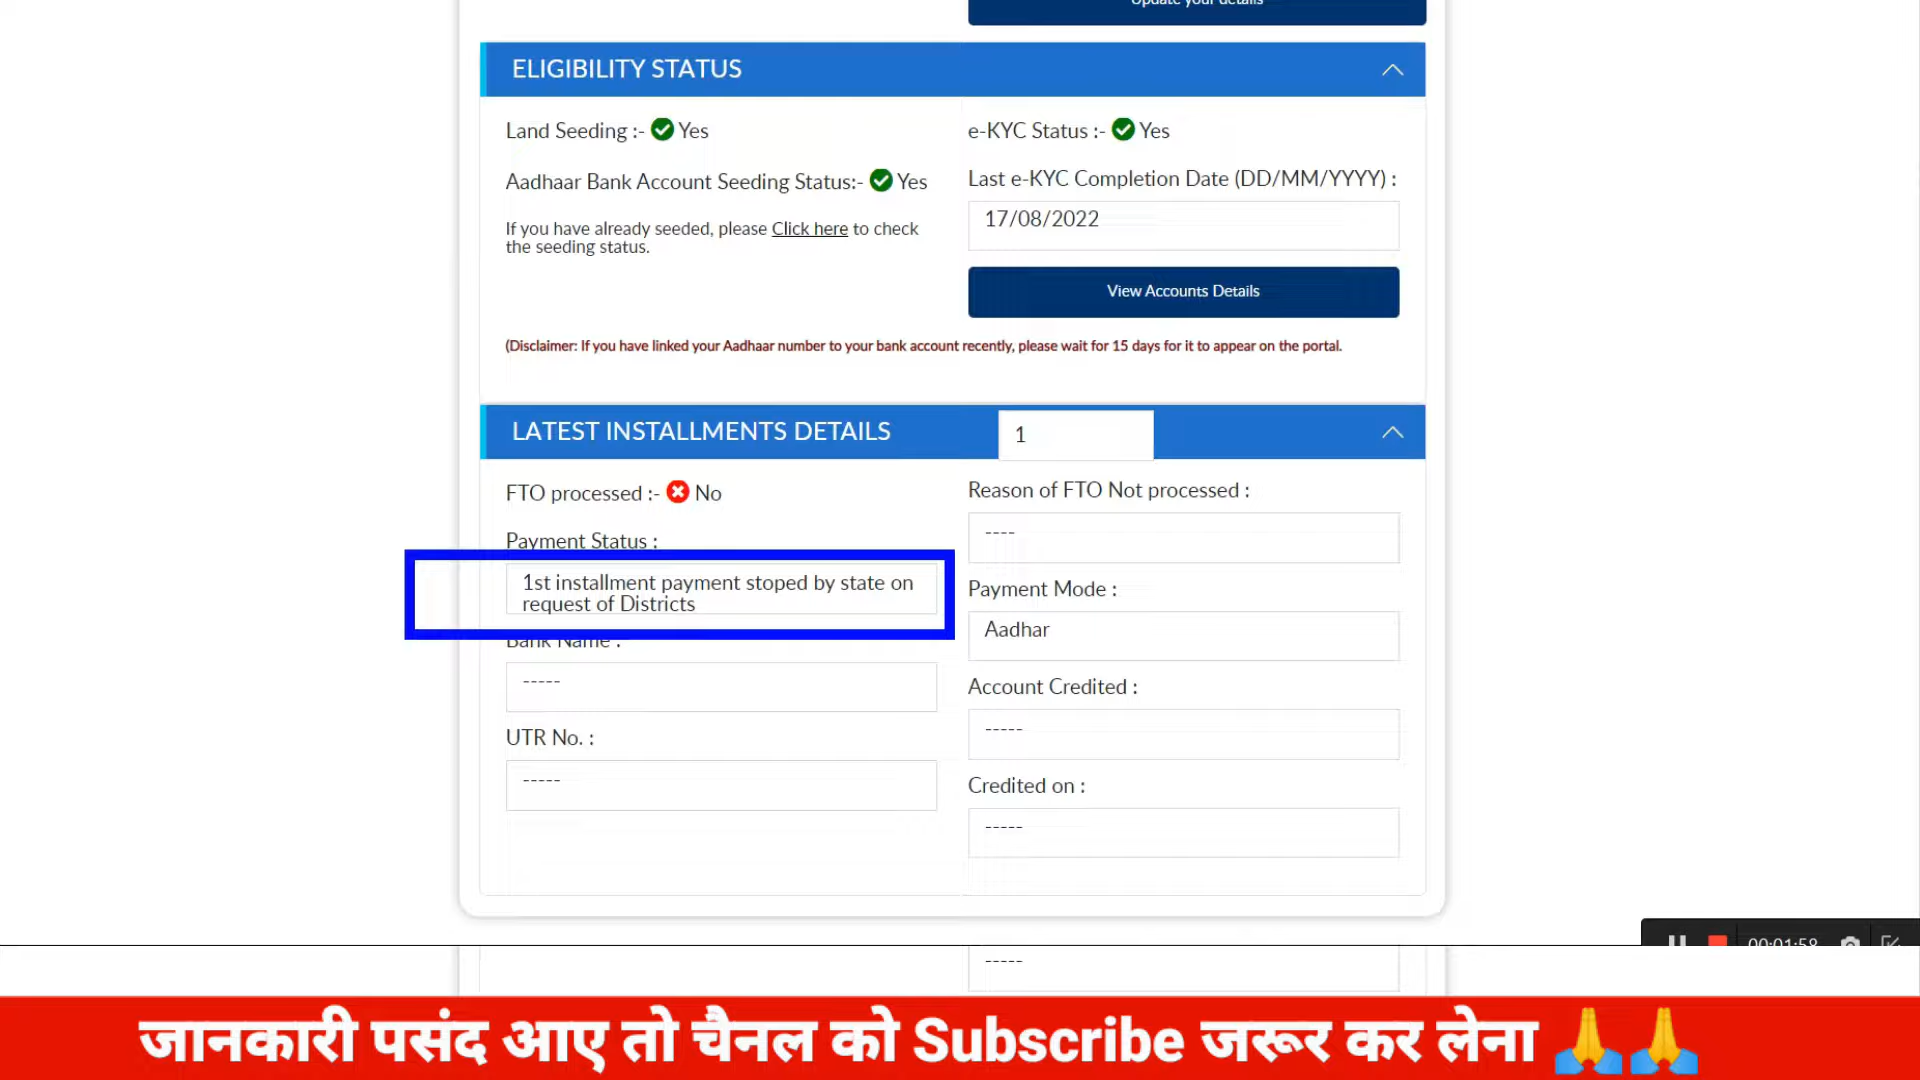 Update your details
ELIGIBILITY STATUS
Land Seeding :- Yes
e-KYC Status :- Yes
Aadhaar Bank Account Seeding Status:- Yes
Last e-KYC Completion Date (DD/MM/YYYY) :
17/08/2022
If you have already seeded, please Click here to check
the seeding status.
View Accounts Details
(Disclaimer: If you have linked your Aadhaar number to your bank account recently, please wait for 15 days for it to appear on the portal.
LATEST INSTALLMENTS DETAILS
1
FTO processed :- No
Reason of FTO Not processed :
----
Payment Status :
1st installment payment stoped by state on
request of Districts
Payment Mode :
Aadhar
Bank Name :
-----
Account Credited :
-----
UTR No. :
-----
Credited on :
-----
00:01:58
-----
जानकारी पसंद आए तो चैनल को Subscribe जरूर कर लेना 🙏🙏